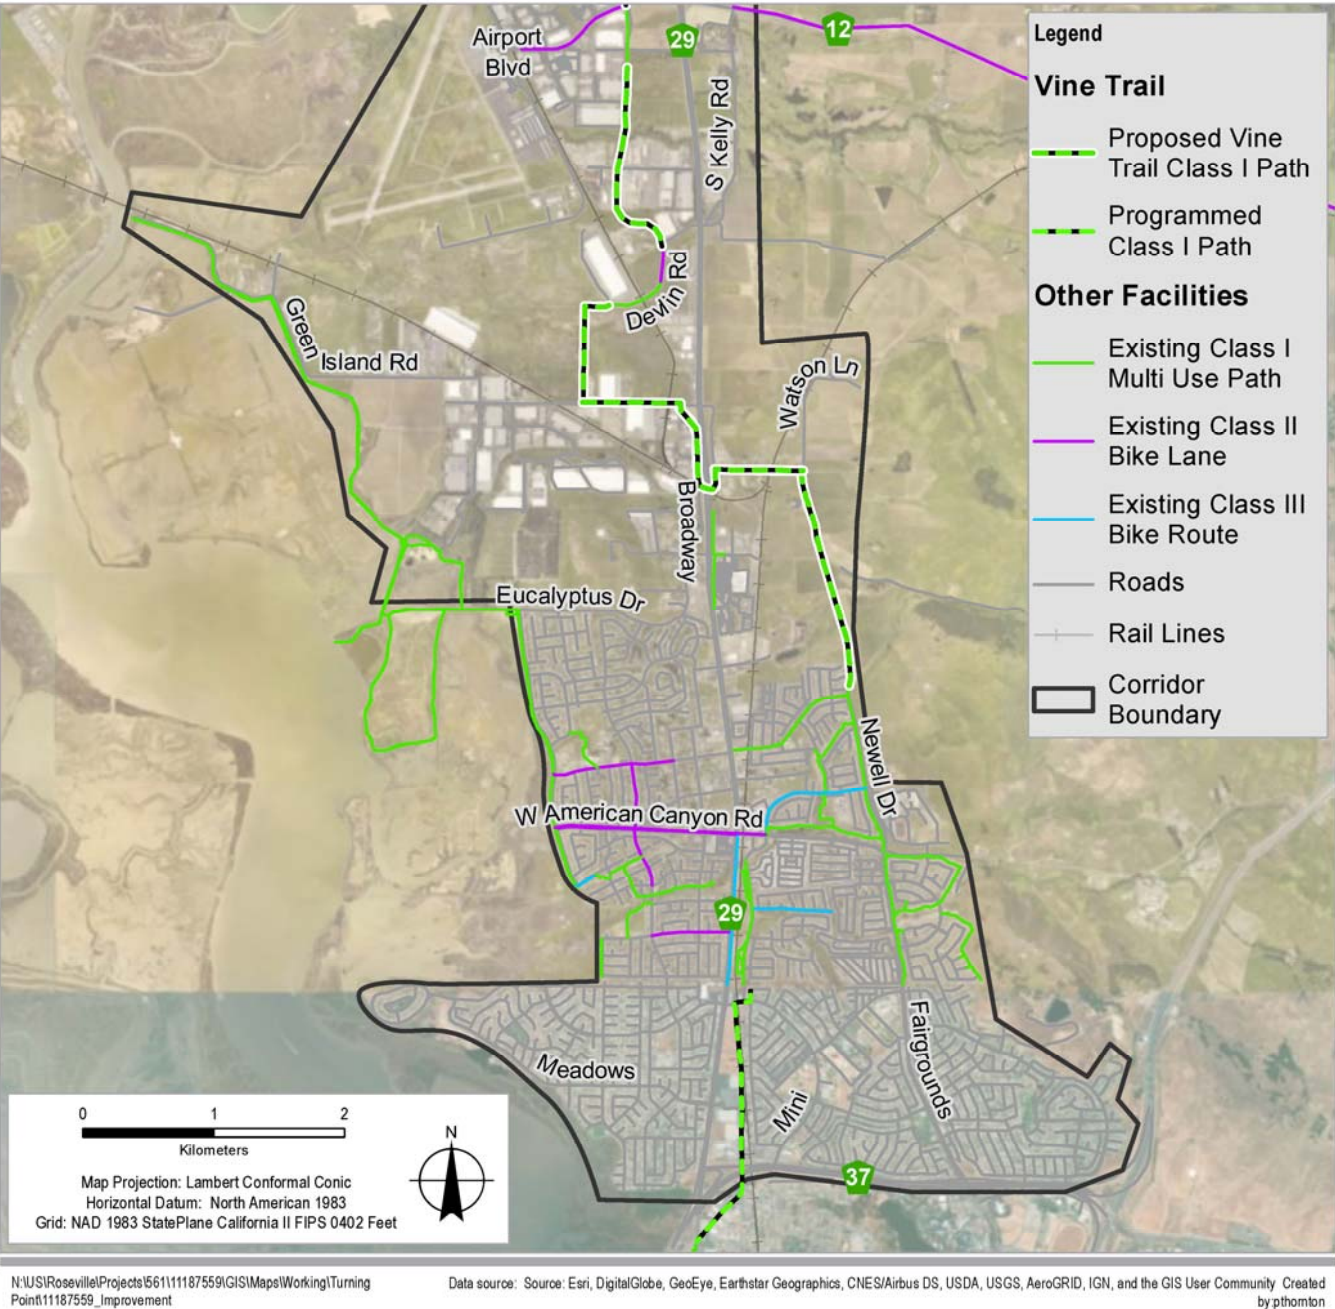 Airport
Blvd
29
12
S Kelly Rd
Devlin Rd
Green
Island Rd
Watson Ln
Broadway
Eucalyptus Dr
Newell Dr
W American Canyon Rd
29
Fairgrounds
Meadows
Mini
37
Legend
Vine Trail
Proposed Vine
Trail Class I Path
Programmed
Class I Path
Other Facilities
Existing Class I
Multi Use Path
Existing Class II
Bike Lane
Existing Class III
Bike Route
Roads
Rail Lines
Corridor
Boundary
0 1 2
Kilometers
N
Map Projection: Lambert Conformal Conic
Horizontal Datum: North American 1983
Grid: NAD 1983 StatePlane California II FIPS 0402 Feet
N:\US\Roseville\Projects\561\11187559\GIS\Maps\Working\Turning
Point\11187559_Improvement
Data source: Source: Esri, DigitalGlobe, GeoEye, Earthstar Geographics, CNES/Airbus DS, USDA, USGS, AeroGRID, IGN, and the GIS User Community Created
by:pthornton